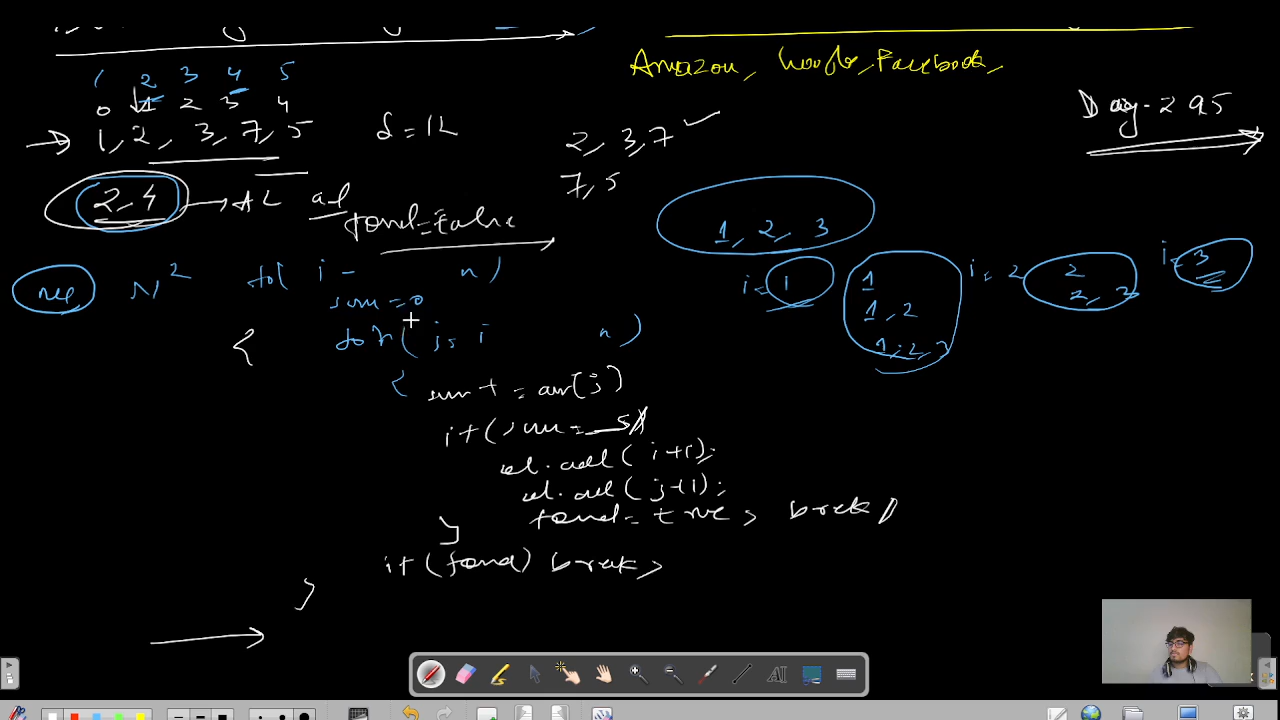 Amazon, Google, Facebook,
Day-295
1 2 3 4 5
0 1 2 3 4
1, 2, 3, 7, 5
S=12
2, 3, 7
7, 5
2, 4 AL al
found=false
1, 2, 3
N^2 for( i - n)
sum=0
for( j= i n)
i= 1
1
1, 2
1, 2, 3
i= 2
2
2, 3
i= 3
{
{ sum+=arr[j]
if(sum==s)
al.add(i+1);
al.add(j+1);
found=true; break;
}
if(found) break;
}